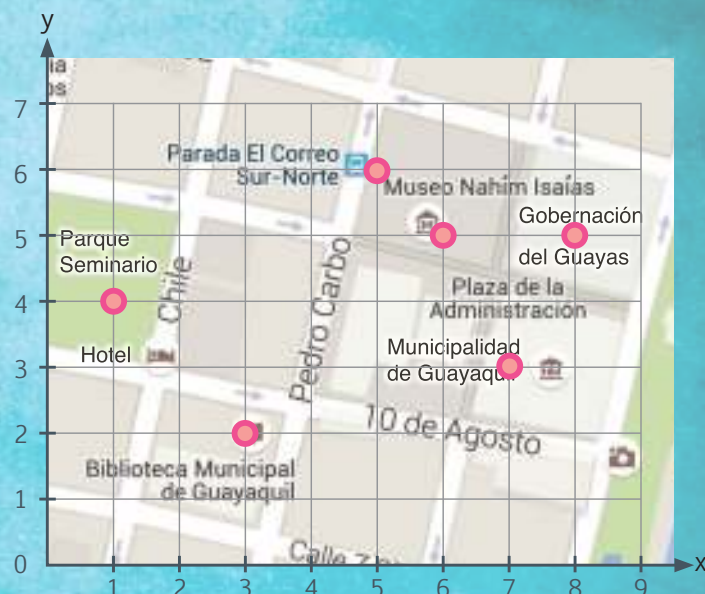 y
7
6
5
4
3
2
1
0
Parada El Correo
Sur-Norte
Museo Nahim Isaías
Gobernación
del Guayas
Parque
Seminario
Chile
Pedro Carbo
Plaza de la
Administración
Hotel
Municipalidad
de Guayaquil
10 de Agosto
Biblioteca Municipal
de Guayaquil
Calle
x
1 2 3 4 5 6 7 8 9